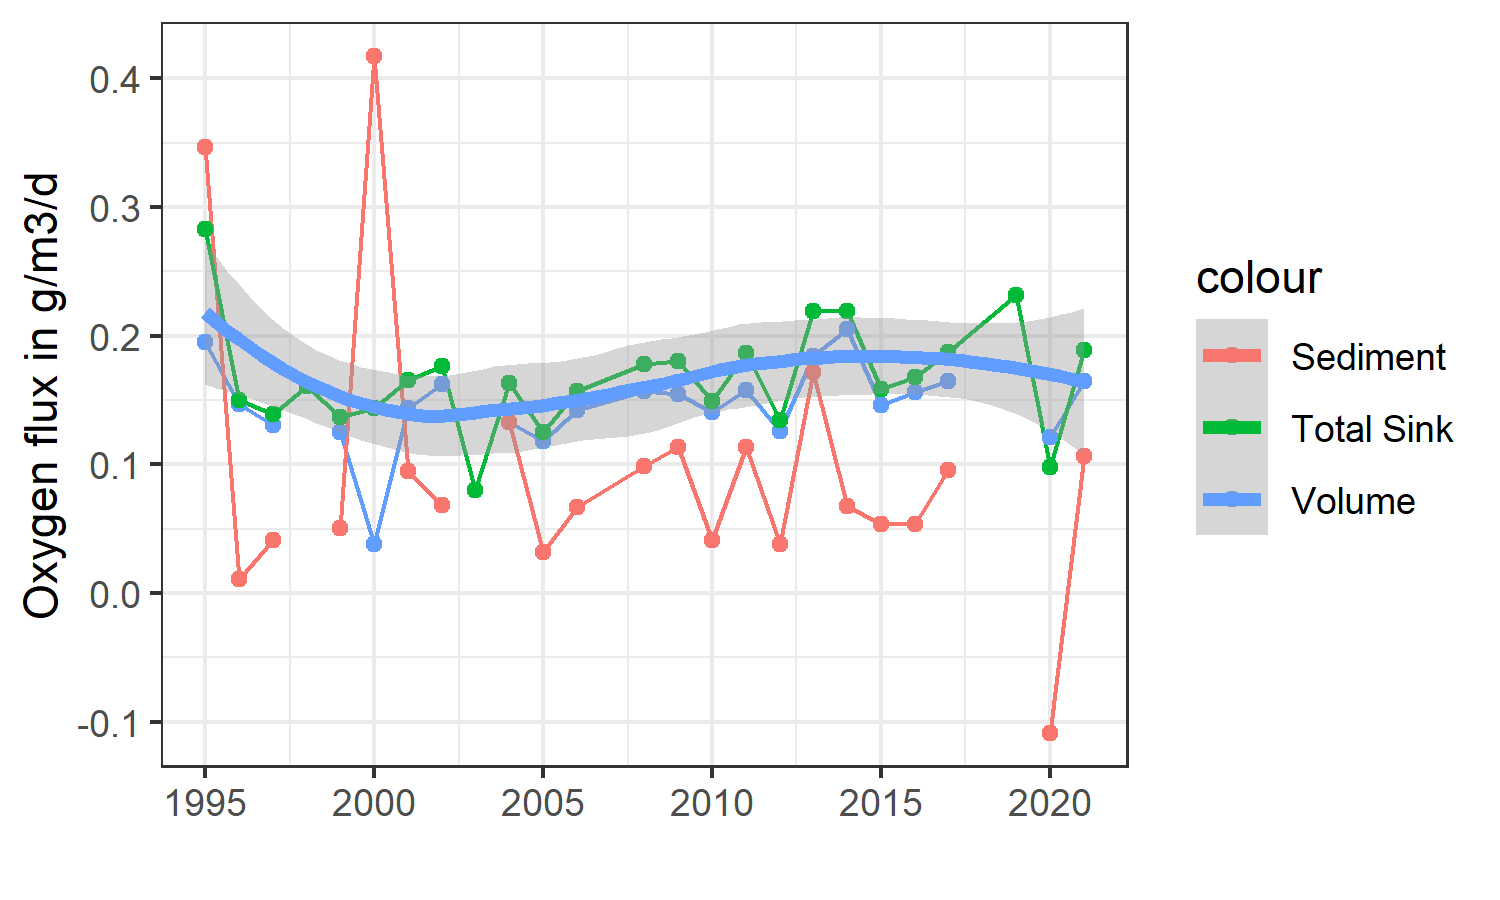 Oxygen flux in g/m3/d
0.4
0.3
0.2
0.1
0.0
-0.1
1995 2000 2005 2010 2015 2020
colour
Sediment
Total Sink
Volume